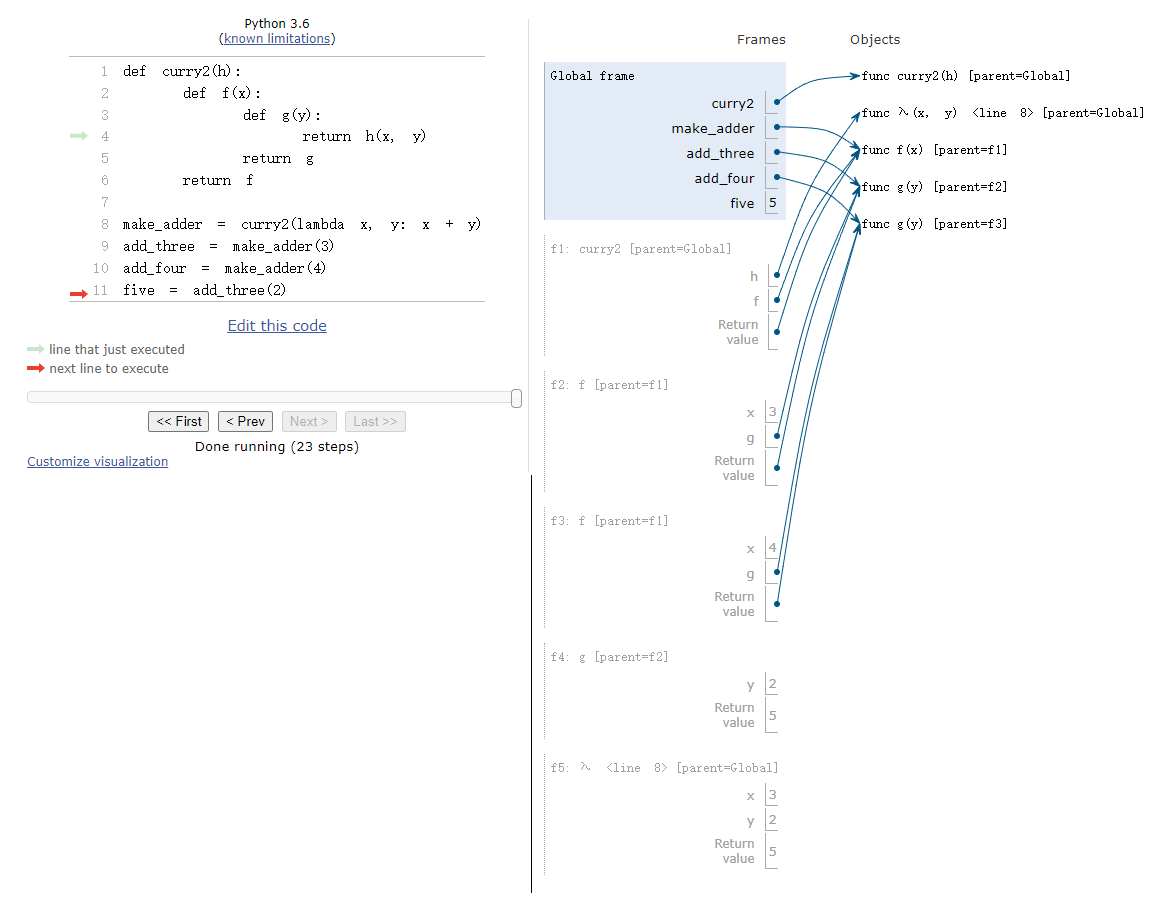 Python 3.6
(known limitations)
1 def curry2(h):
2 def f(x):
3 def g(y):
4 return h(x, y)
5 return g
6 return f
7
8 make_adder = curry2(lambda x, y: x + y)
9 add_three = make_adder(3)
10 add_four = make_adder(4)
11 five = add_three(2)
Edit this code
line that just executed
next line to execute
<< First < Prev Next > Last >>
Done running (23 steps)
Customize visualization
Frames Objects
Global frame
curry2
make_adder
add_three
add_four
five 5
func curry2(h) [parent=Global]
func λ(x, y) <line 8> [parent=Global]
func f(x) [parent=f1]
func g(y) [parent=f2]
func g(y) [parent=f3]
f1: curry2 [parent=Global]
h
f
Return
value
f2: f [parent=f1]
x 3
g
Return
value
f3: f [parent=f1]
x 4
g
Return
value
f4: g [parent=f2]
y 2
Return
value 5
f5: λ <line 8> [parent=Global]
x 3
y 2
Return
value 5